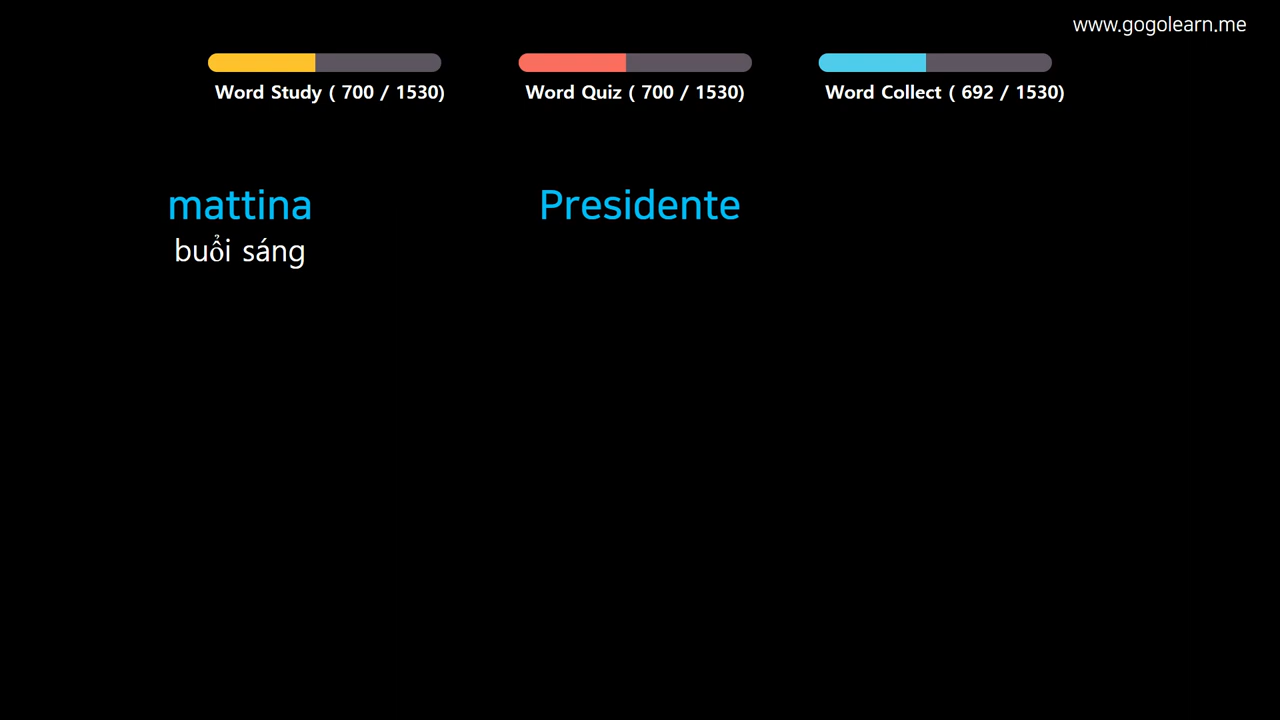 www.gogolearn.me
Word Study ( 700 / 1530)
Word Quiz ( 700 / 1530)
Word Collect ( 692 / 1530)
mattina
buổi sáng
Presidente